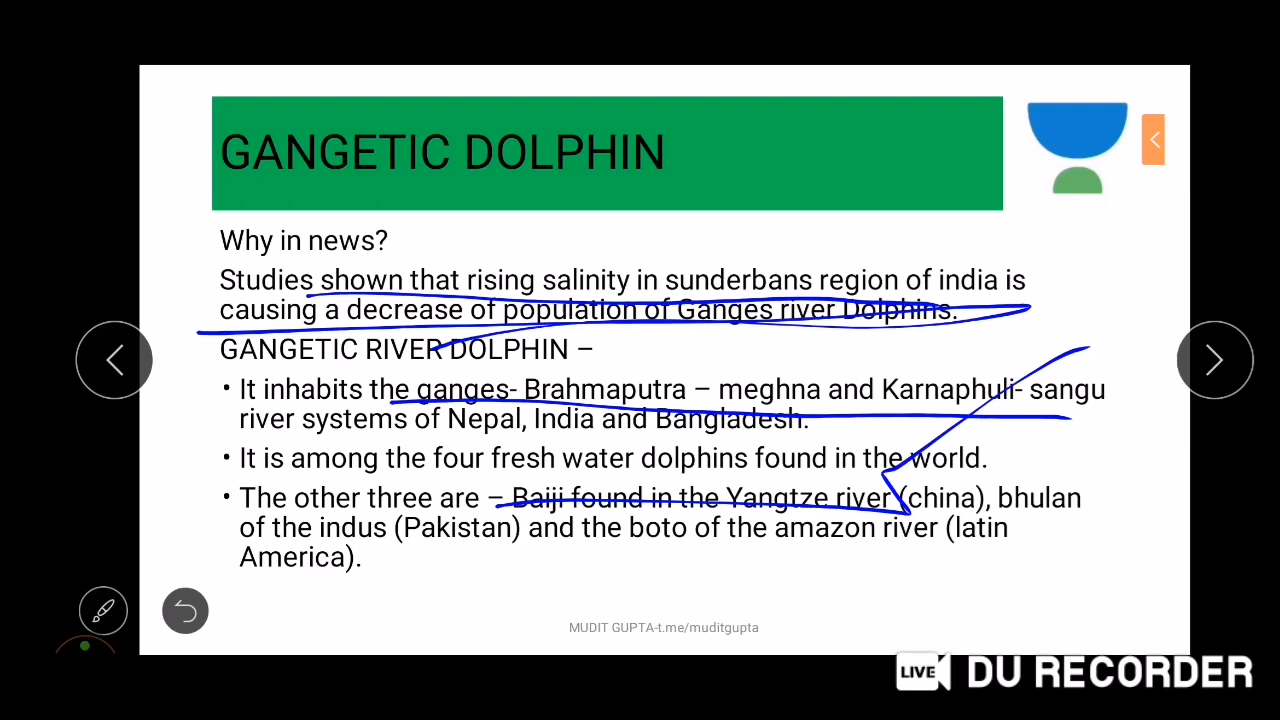 GANGETIC DOLPHIN
Why in news?
Studies shown that rising salinity in sunderbans region of india is
causing a decrease of population of Ganges river Dolphins.
GANGETIC RIVER DOLPHIN –
• It inhabits the ganges- Brahmaputra – meghna and Karnaphuli- sangu
river systems of Nepal, India and Bangladesh.
• It is among the four fresh water dolphins found in the world.
• The other three are – Baiji found in the Yangtze river (china), bhulan
of the indus (Pakistan) and the boto of the amazon river (latin
America).
MUDIT GUPTA-t.me/muditgupta
LIVE DU RECORDER